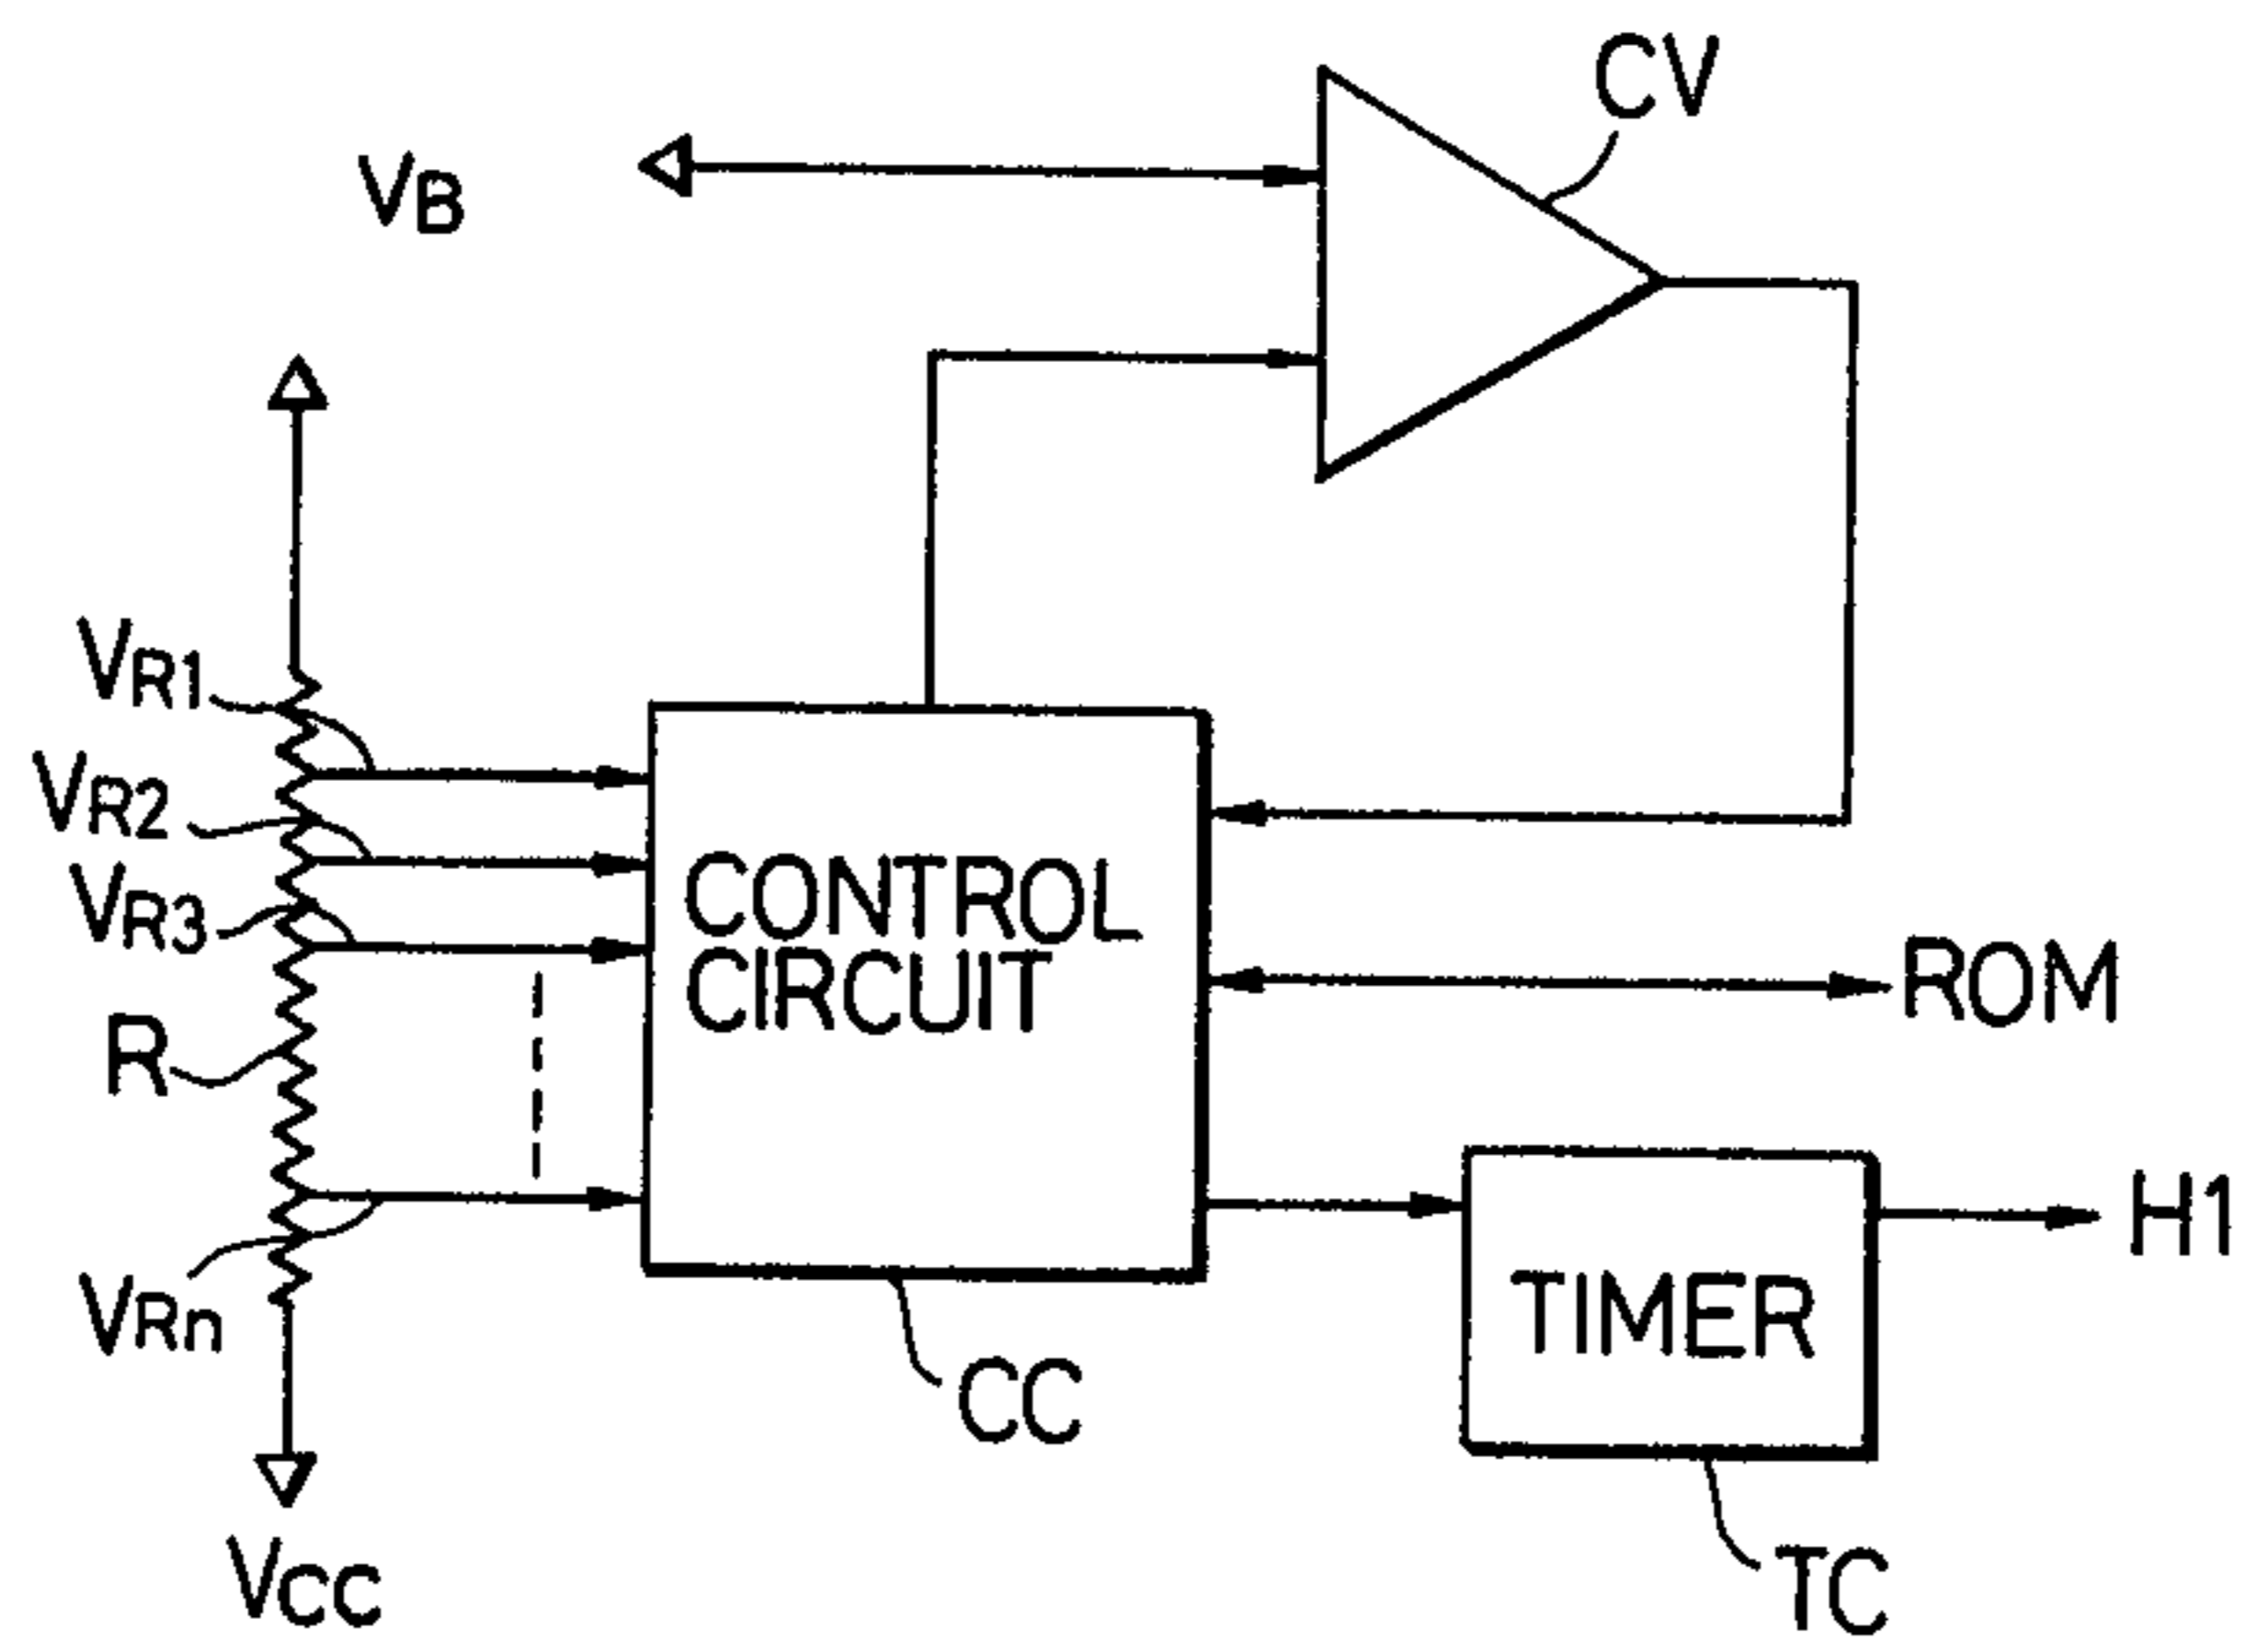 CV
VB
VR1
VR2
VR3
R
VRn
VCC
CONTROL
CIRCUIT
CC
ROM
H1
TIMER
TC